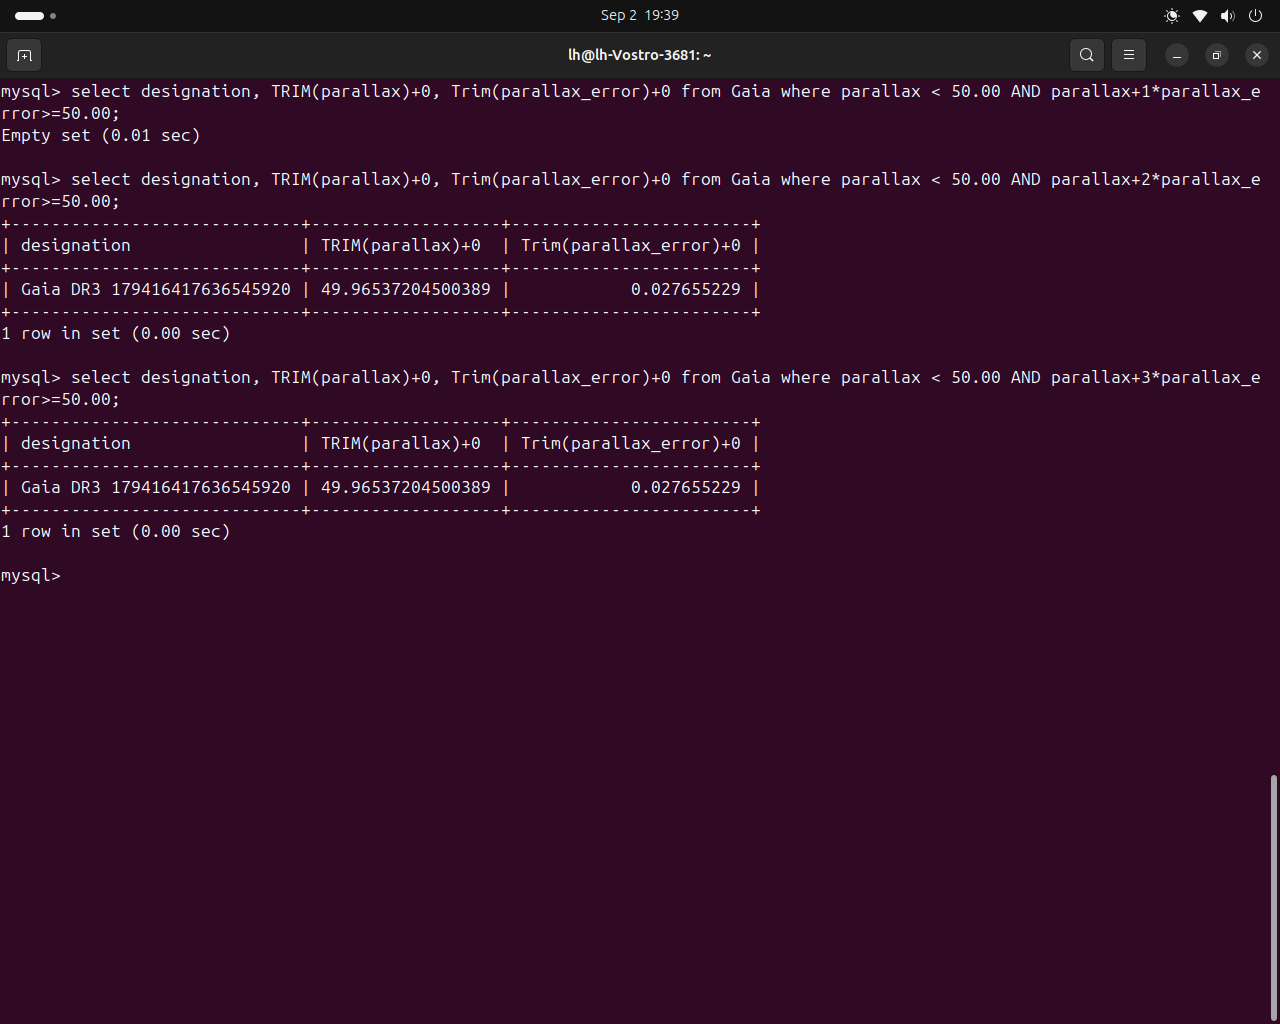 Sep 2 19:39
lh@lh-Vostro-3681: ~
mysql> select designation, TRIM(parallax)+0, Trim(parallax_error)+0 from Gaia where parallax < 50.00 AND parallax+1*parallax_e
rror>=50.00;
Empty set (0.01 sec)
mysql> select designation, TRIM(parallax)+0, Trim(parallax_error)+0 from Gaia where parallax < 50.00 AND parallax+2*parallax_e
rror>=50.00;
+-----------------------------+-------------------+------------------------+
| designation                 | TRIM(parallax)+0  | Trim(parallax_error)+0 |
+-----------------------------+-------------------+------------------------+
| Gaia DR3 179416417636545920 | 49.96537204500389 |            0.027655229 |
+-----------------------------+-------------------+------------------------+
1 row in set (0.00 sec)
mysql> select designation, TRIM(parallax)+0, Trim(parallax_error)+0 from Gaia where parallax < 50.00 AND parallax+3*parallax_e
rror>=50.00;
+-----------------------------+-------------------+------------------------+
| designation                 | TRIM(parallax)+0  | Trim(parallax_error)+0 |
+-----------------------------+-------------------+------------------------+
| Gaia DR3 179416417636545920 | 49.96537204500389 |            0.027655229 |
+-----------------------------+-------------------+------------------------+
1 row in set (0.00 sec)
mysql>